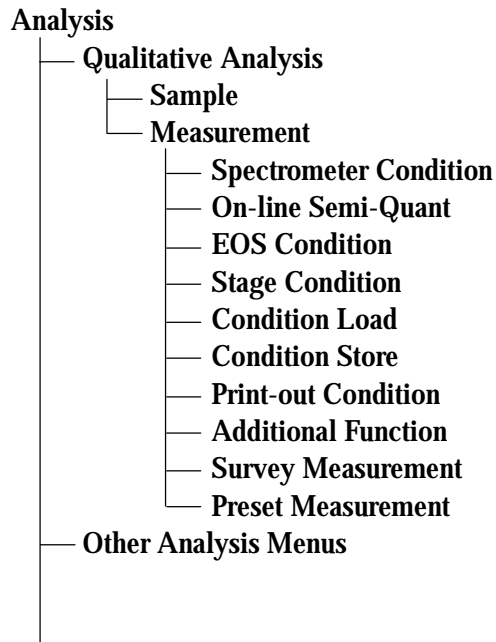 Analysis
Qualitative Analysis
Sample
Measurement
Spectrometer Condition
On-line Semi-Quant
EOS Condition
Stage Condition
Condition Load
Condition Store
Print-out Condition
Additional Function
Survey Measurement
Preset Measurement
Other Analysis Menus